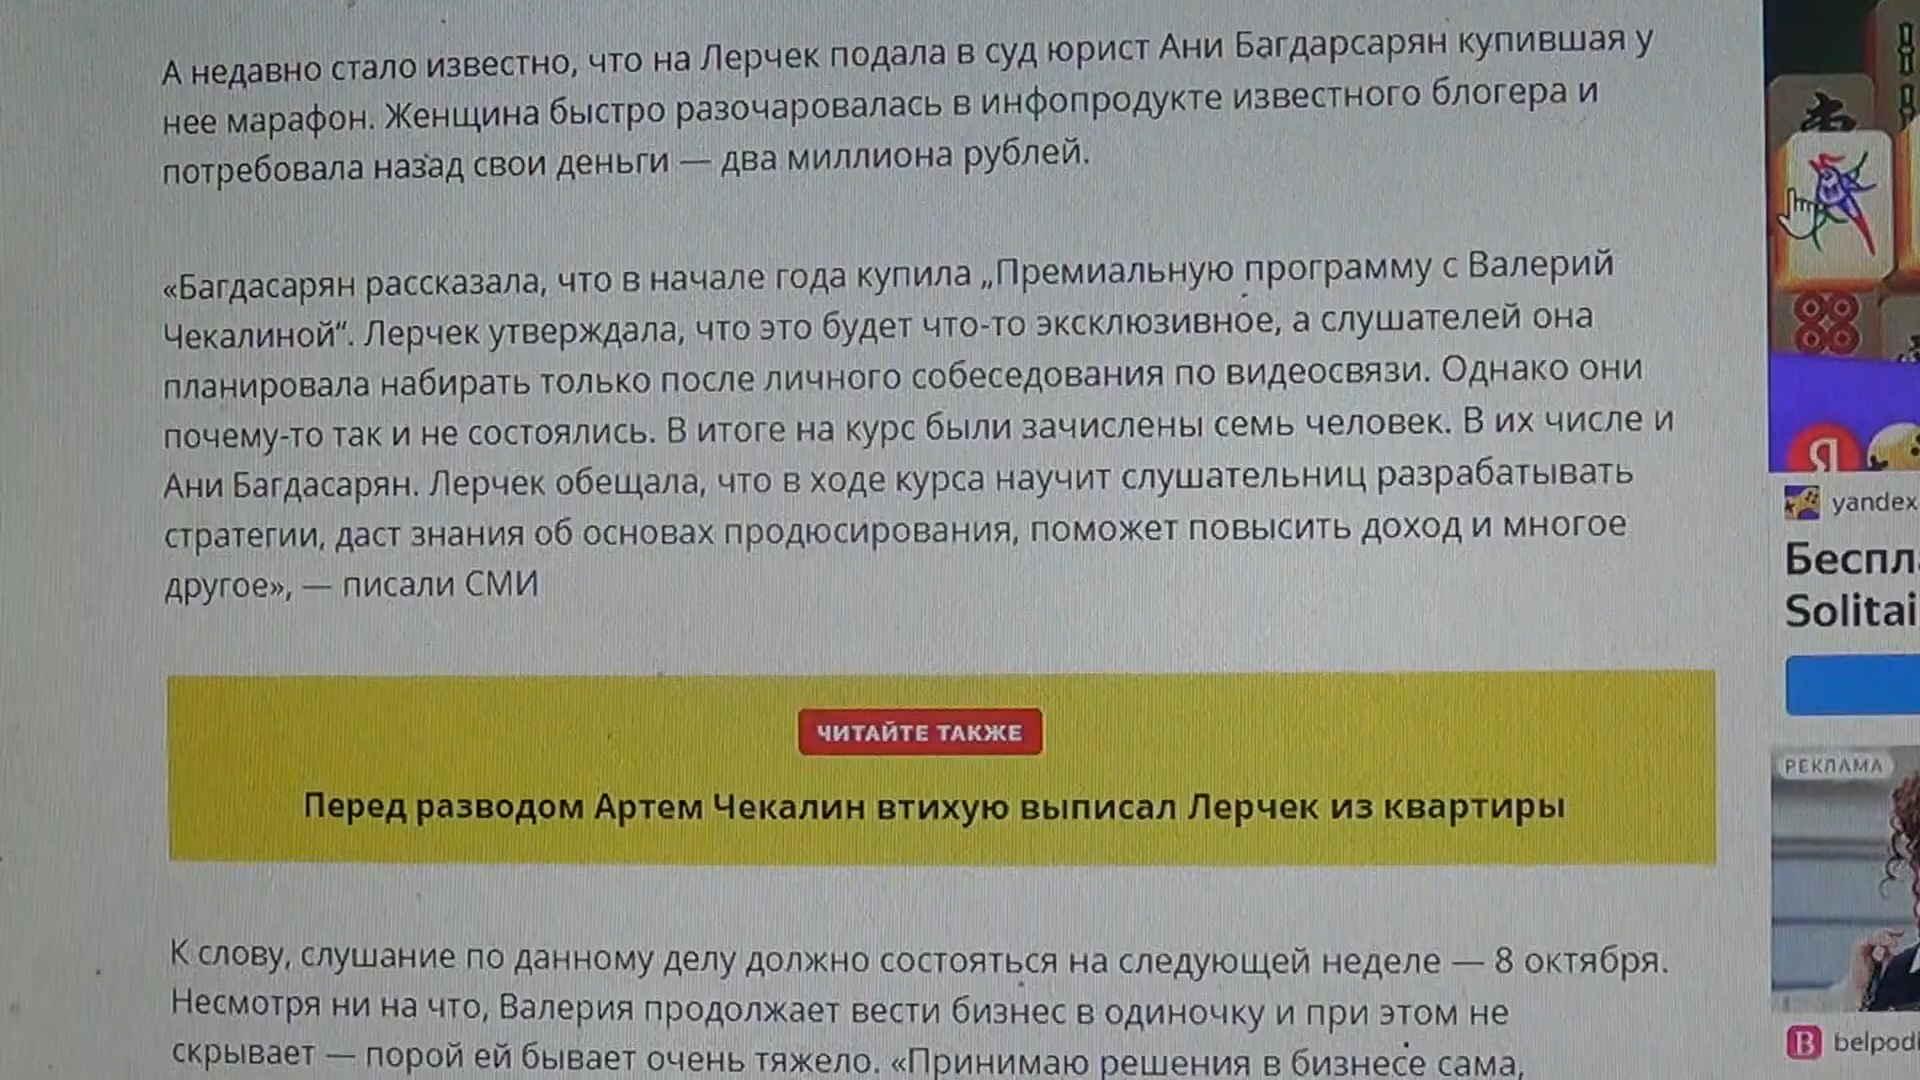 А недавно стало известно, что на Лерчек подала в суд юрист Ани Багдарсарян купившая у
нее марафон. Женщина быстро разочаровалась в инфопродукте известного блогера и
потребовала назад свои деньги — два миллиона рублей.
«Багдасарян рассказала, что в начале года купила „Премиальную программу с Валерий
Чекалиной“. Лерчек утверждала, что это будет что-то эксклюзивное, а слушателей она
планировала набирать только после личного собеседования по видеосвязи. Однако они
почему-то так и не состоялись. В итоге на курс были зачислены семь человек. В их числе и
Ани Багдасарян. Лерчек обещала, что в ходе курса научит слушательниц разрабатывать
стратегии, даст знания об основах продюсирования, поможет повысить доход и многое
другое», — писали СМИ
ЧИТАЙТЕ ТАКЖЕ
Перед разводом Артем Чекалин втихую выписал Лерчек из квартиры
К слову, слушание по данному делу должно состояться на следующей неделе — 8 октября.
Несмотря ни на что, Валерия продолжает вести бизнес в одиночку и при этом не
скрывает — порой ей бывает очень тяжело. «Принимаю решения в бизнесе сама,
Я
yandex
Беспл
Solitai
РЕКЛАМА
B belpodi